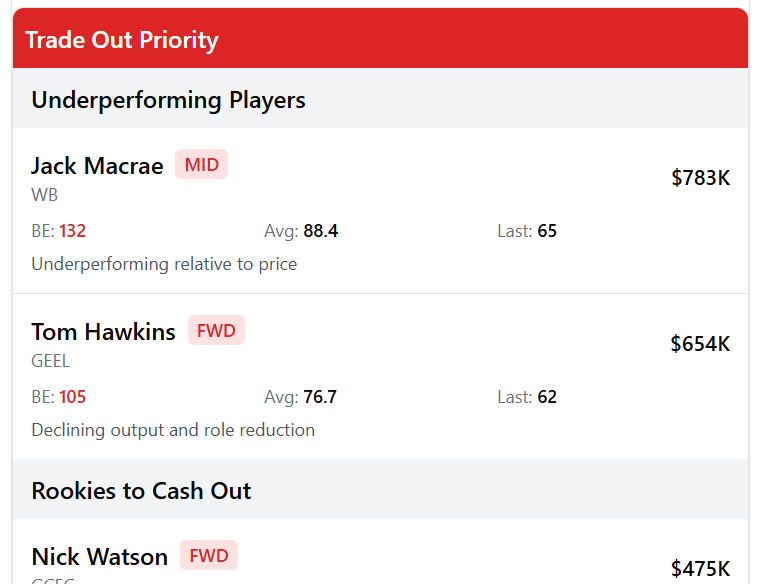 Trade Out Priority
Underperforming Players
Jack Macrae MID
$783K
WB
BE: 132 Avg: 88.4 Last: 65
Underperforming relative to price
Tom Hawkins FWD
$654K
GEEL
BE: 105 Avg: 76.7 Last: 62
Declining output and role reduction
Rookies to Cash Out
Nick Watson FWD
$475K